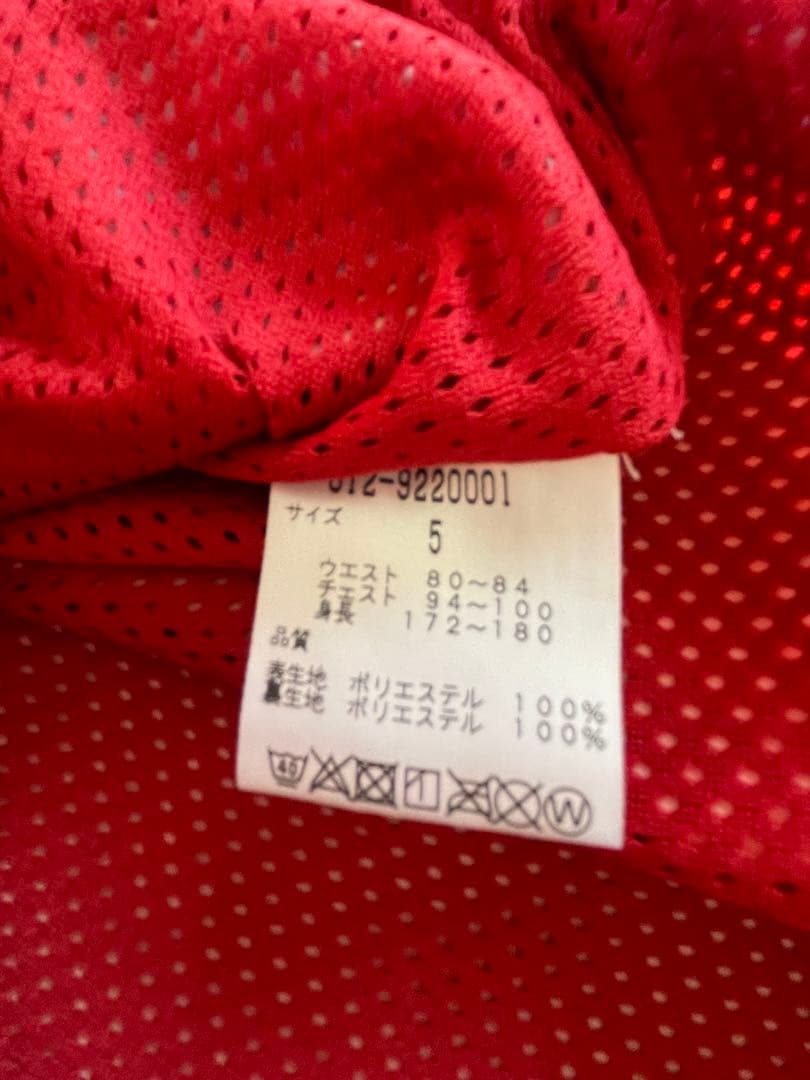 012-9220001
サイズ
5
ウエスト 80～84
チエスト 94～100
身長 172～180
品質
表生地 ポリエステル 100%
裏生地 ポリエステル 100%
40
W